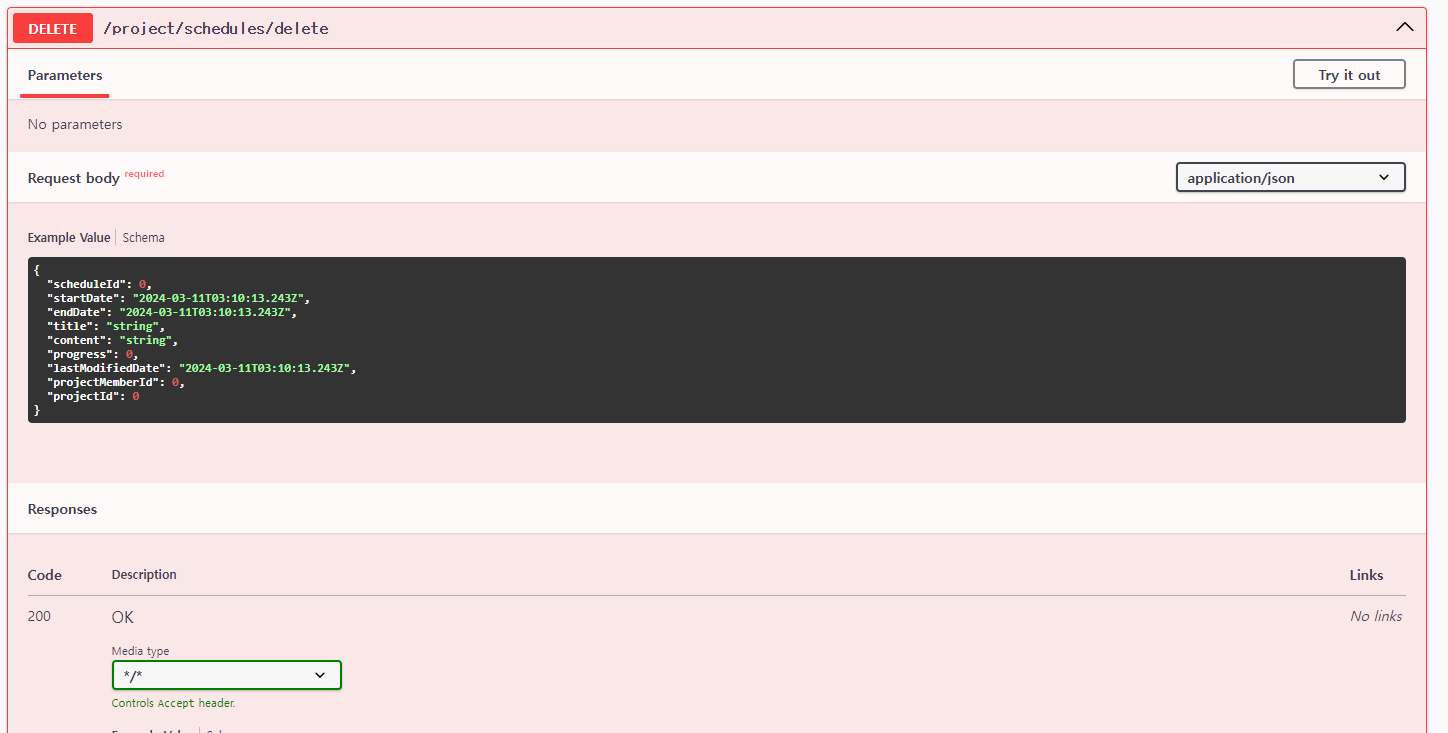 DELETE /project/schedules/delete
Parameters
Try it out
No parameters
Request body required
application/json
Example Value Schema
{
"scheduleId": 0,
"startDate": "2024-03-11T03:10:13.243Z",
"endDate": "2024-03-11T03:10:13.243Z",
"title": "string",
"content": "string",
"progress": 0,
"lastModifiedDate": "2024-03-11T03:10:13.243Z",
"projectMemberId": 0,
"projectId": 0
}
Responses
Code Description Links
200 OK No links
Media type
*/*
Controls Accept header.